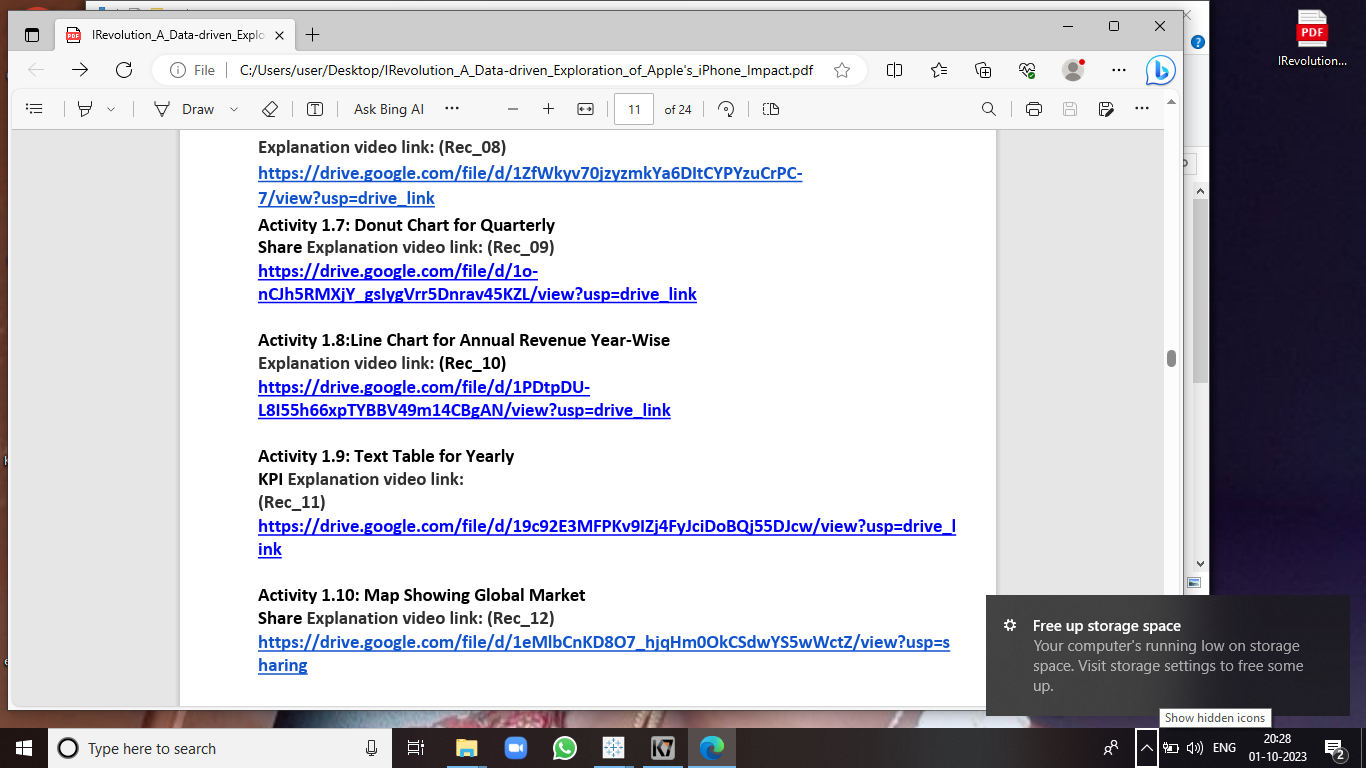 IRevolution_A_Data-driven_Explo
File
C:/Users/user/Desktop/IRevolution_A_Data-driven_Exploration_of_Apple's_iPhone_Impact.pdf
Draw
Ask Bing AI
11
of 24
Explanation video link: (Rec_08)
https://drive.google.com/file/d/1ZfWkyv70jzyzmkYa6DItCYPYzuCrPC-
7/view?usp=drive_link
Activity 1.7: Donut Chart for Quarterly
Share Explanation video link: (Rec_09)
https://drive.google.com/file/d/1o-
nCJh5RMXjY_gsIygVrr5Dnrav45KZL/view?usp=drive_link
Activity 1.8:Line Chart for Annual Revenue Year-Wise
Explanation video link: (Rec_10)
https://drive.google.com/file/d/1PDtpDU-
L8I55h66xpTYBBV49m14CBgAN/view?usp=drive_link
Activity 1.9: Text Table for Yearly
KPI Explanation video link:
(Rec_11)
https://drive.google.com/file/d/19c92E3MFPKv9IZj4FyJciDoBQj55DJcw/view?usp=drive_l
ink
Activity 1.10: Map Showing Global Market
Share Explanation video link: (Rec_12)
https://drive.google.com/file/d/1eMlbCnKD8O7_hjqHm0OkCSdwYS5wWctZ/view?usp=s
haring
PDF
IRevolution...
Free up storage space
Your computer's running low on storage
space. Visit storage settings to free some
up.
Show hidden icons
Type here to search
ENG
20:28
01-10-2023
2